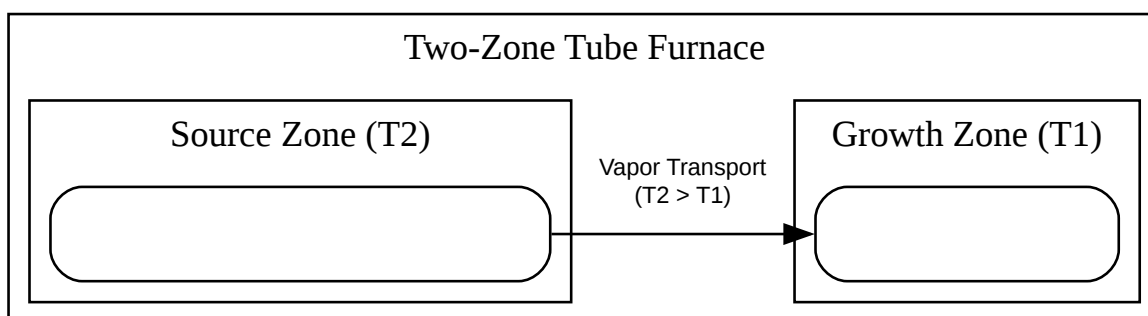 Two-Zone Tube Furnace
Source Zone (T2)
Vapor Transport
(T2 > T1)
Growth Zone (T1)